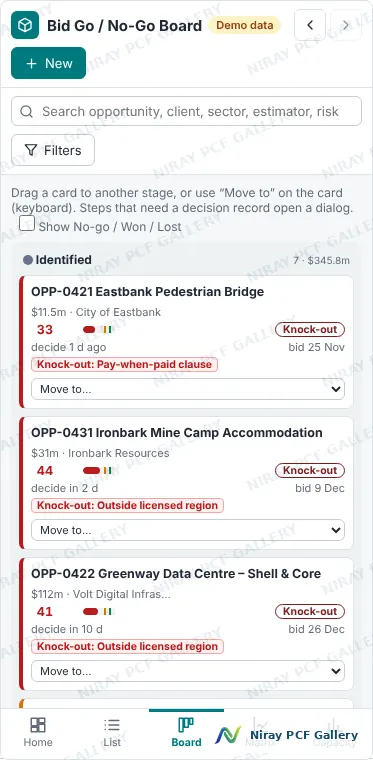 Bid Go / No-Go Board Demo data
New
Search opportunity, client, sector, estimator, risk
Filters
Drag a card to another stage, or use “Move to” on the card
(keyboard). Steps that need a decision record open a dialog.
Show No-go / Won / Lost
Identified 7 · $345.8m
OPP-0421 Eastbank Pedestrian Bridge
$11.5m · City of Eastbank
33 Knock-out
decide 1 d ago bid 25 Nov
Knock-out: Pay-when-paid clause
Move to...
OPP-0431 Ironbark Mine Camp Accommodation
$31m · Ironbark Resources
44 Knock-out
decide in 2 d bid 9 Dec
Knock-out: Outside licensed region
Move to...
OPP-0422 Greenway Data Centre – Shell & Core
$112m · Volt Digital Infras...
41 Knock-out
decide in 10 d bid 26 Dec
Knock-out: Outside licensed region
Move to...
Home List Board Matrix Capacity
Niray PCF Gallery
NIRAY PCF GALLERY